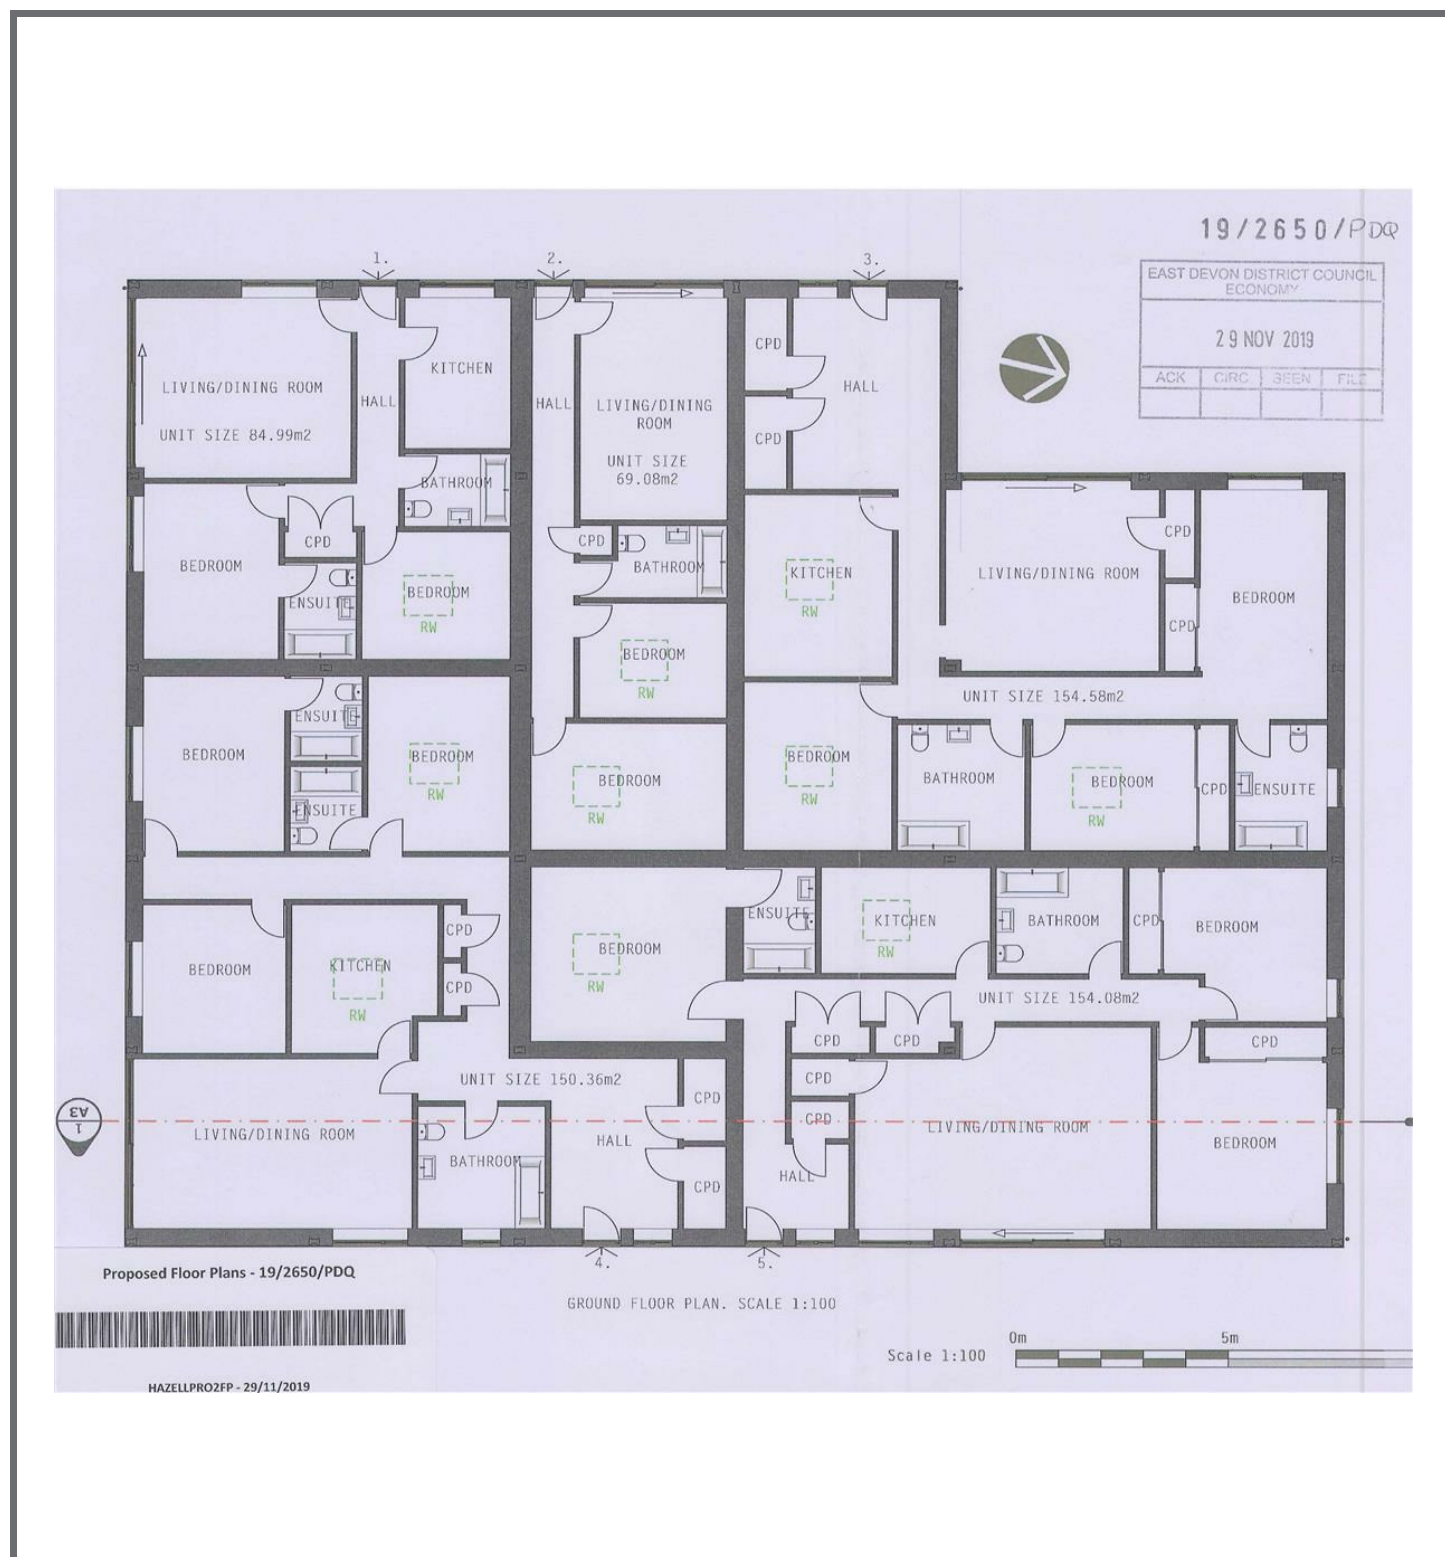 19/2650/PDQ
EAST DEVON DISTRICT COUNCIL
ECONOMY
29 NOV 2019
ACK CIRC SEEN FILE
1.
2.
3.
LIVING/DINING ROOM
UNIT SIZE 84.99m2
HALL
KITCHEN
BATHROOM
BEDROOM
CPD
ENSUITE
BEDROOM
RW
HALL
LIVING/DINING
ROOM
UNIT SIZE
69.08m2
CPD
BATHROOM
BEDROOM
RW
BEDROOM
RW
CPD
CPD
HALL
KITCHEN
RW
LIVING/DINING ROOM
CPD
CPD
BEDROOM
UNIT SIZE 154.58m2
BEDROOM
RW
BATHROOM
BEDROOM
RW
CPD
ENSUITE
BEDROOM
ENSUITE
ENSUITE
BEDROOM
RW
BEDROOM
KITCHEN
RW
CPD
CPD
UNIT SIZE 150.36m2
LIVING/DINING ROOM
BATHROOM
HALL
CPD
CPD
BEDROOM
RW
ENSUITE
KITCHEN
RW
BATHROOM
CPD
BEDROOM
UNIT SIZE 154.08m2
CPD
CPD
CPD
CPD
HALL
LIVING/DINING ROOM
CPD
BEDROOM
1
A3
4.
5.
Proposed Floor Plans - 19/2650/PDQ
GROUND FLOOR PLAN. SCALE 1:100
Scale 1:100
0m
5m
HAZELLPRO2FP - 29/11/2019